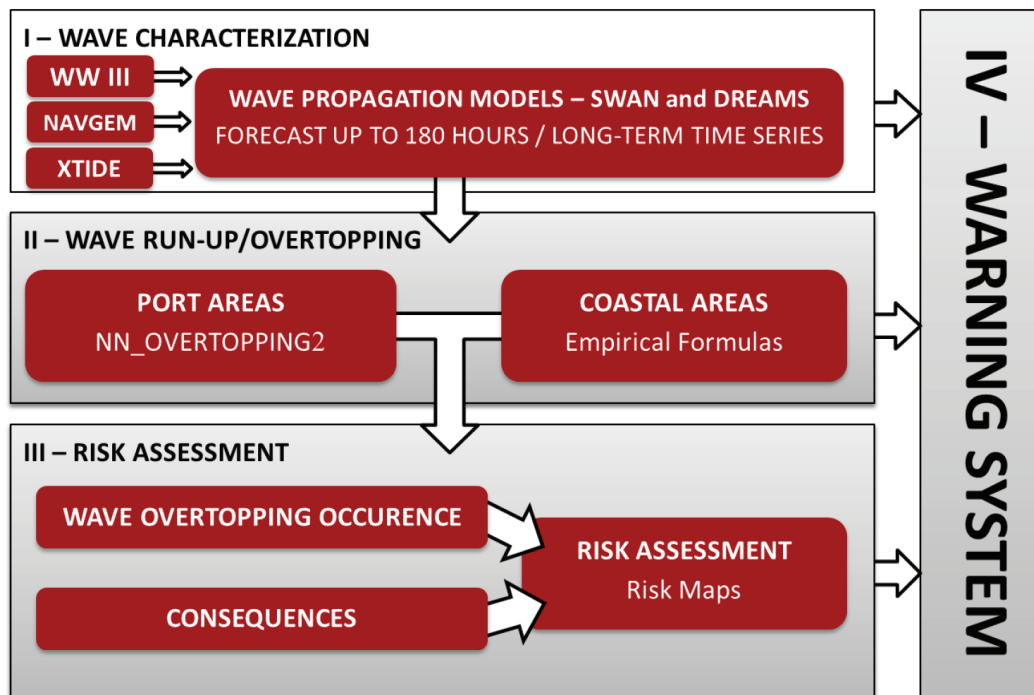 I – WAVE CHARACTERIZATION
WW III
NAVGEM
XTIDE
WAVE PROPAGATION MODELS – SWAN and DREAMS
FORECAST UP TO 180 HOURS / LONG-TERM TIME SERIES
II – WAVE RUN-UP/OVERTOPPING
PORT AREAS
NN_OVERTOPPING2
COASTAL AREAS
Empirical Formulas
III – RISK ASSESSMENT
WAVE OVERTOPPING OCCURENCE
CONSEQUENCES
RISK ASSESSMENT
Risk Maps
IV – WARNING SYSTEM